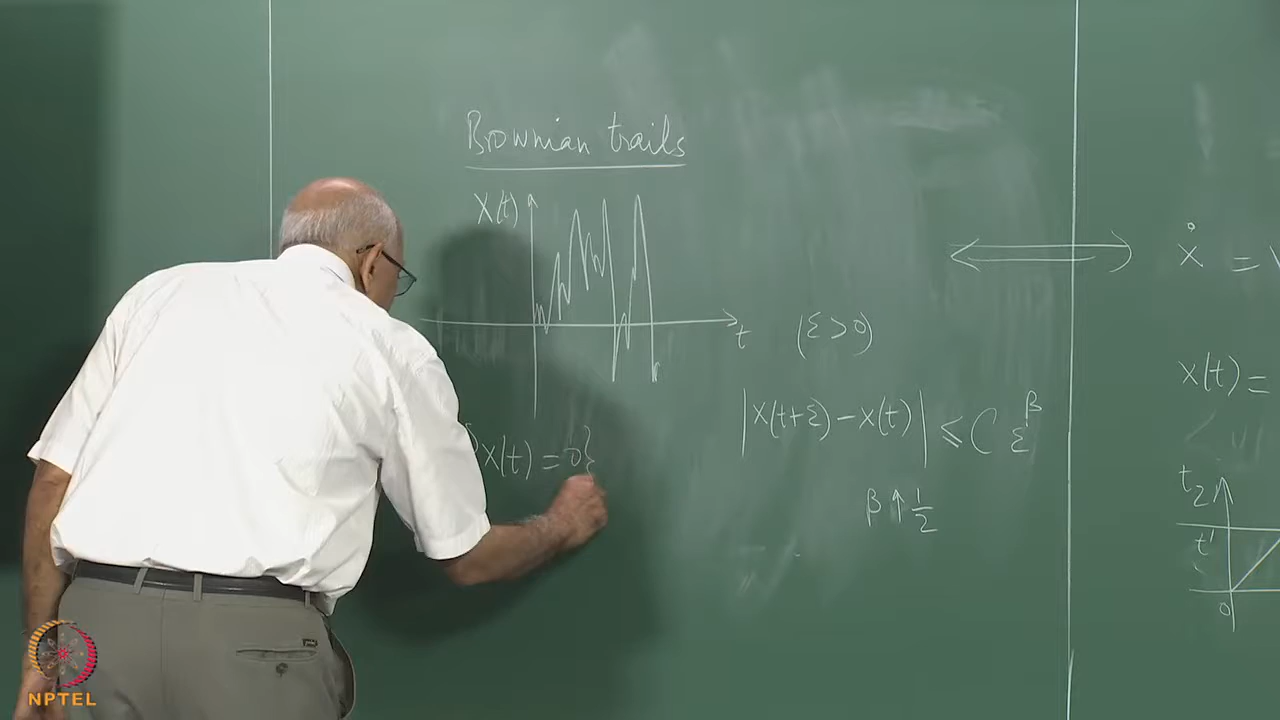 Brownian trails
X(t)
t
(ε > 0)
|X(t+ε) − X(t)| ≤ C ε^β
X(t) = 0}
β ↑ 1/2
ẋ =
x(t) =
t₂
t'
0
NPTEL